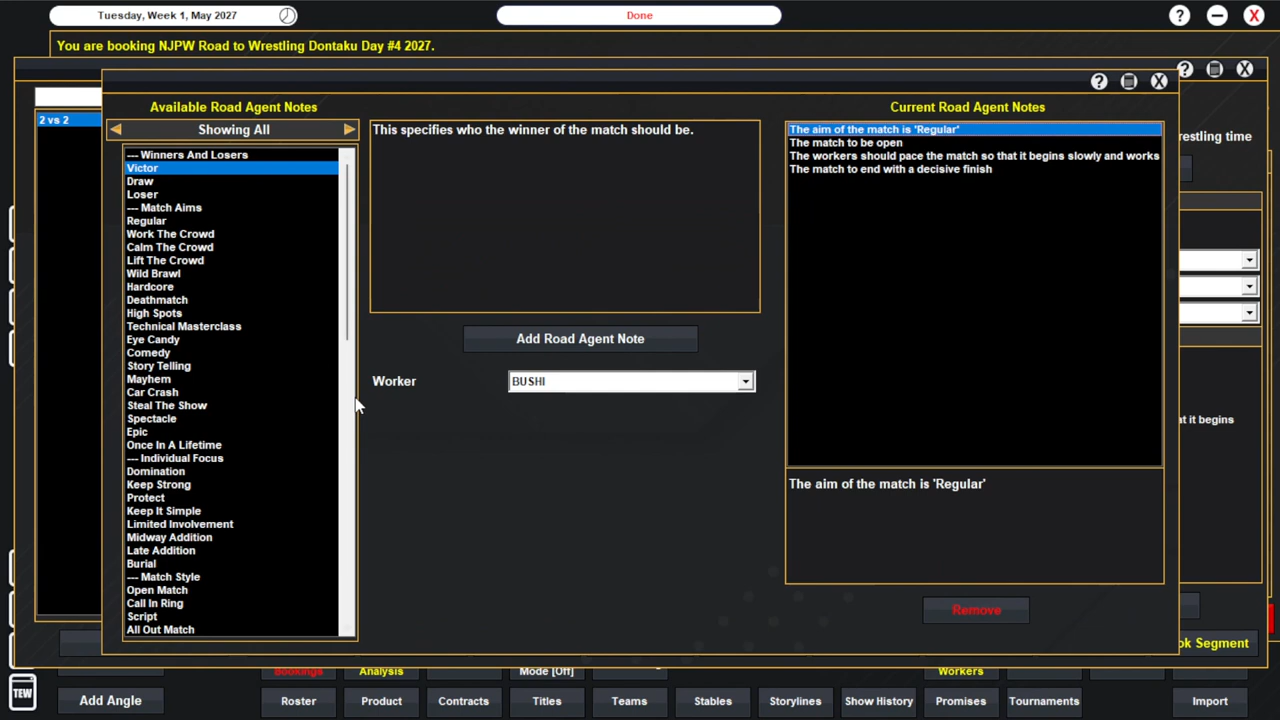 Tuesday, Week 1, May 2027
Done
You are booking NJPW Road to Wrestling Dontaku Day #4 2027.
Available Road Agent Notes
Showing All
--- Winners And Losers
Victor
Draw
Loser
--- Match Aims
Regular
Work The Crowd
Calm The Crowd
Lift The Crowd
Wild Brawl
Hardcore
Deathmatch
High Spots
Technical Masterclass
Eye Candy
Comedy
Story Telling
Mayhem
Car Crash
Steal The Show
Spectacle
Epic
Once In A Lifetime
--- Individual Focus
Domination
Keep Strong
Protect
Keep It Simple
Limited Involvement
Midway Addition
Late Addition
Burial
--- Match Style
Open Match
Call In Ring
Script
All Out Match
2 vs 2
This specifies who the winner of the match should be.
Add Road Agent Note
Worker
BUSHI
Current Road Agent Notes
The aim of the match is 'Regular'
The match to be open
The workers should pace the match so that it begins slowly and works
The match to end with a decisive finish
The aim of the match is 'Regular'
Remove
restling time
at it begins
ok Segment
Bookings
Analysis
Mode [Off]
Workers
TEW
Add Angle
Roster
Product
Contracts
Titles
Teams
Stables
Storylines
Show History
Promises
Tournaments
Import